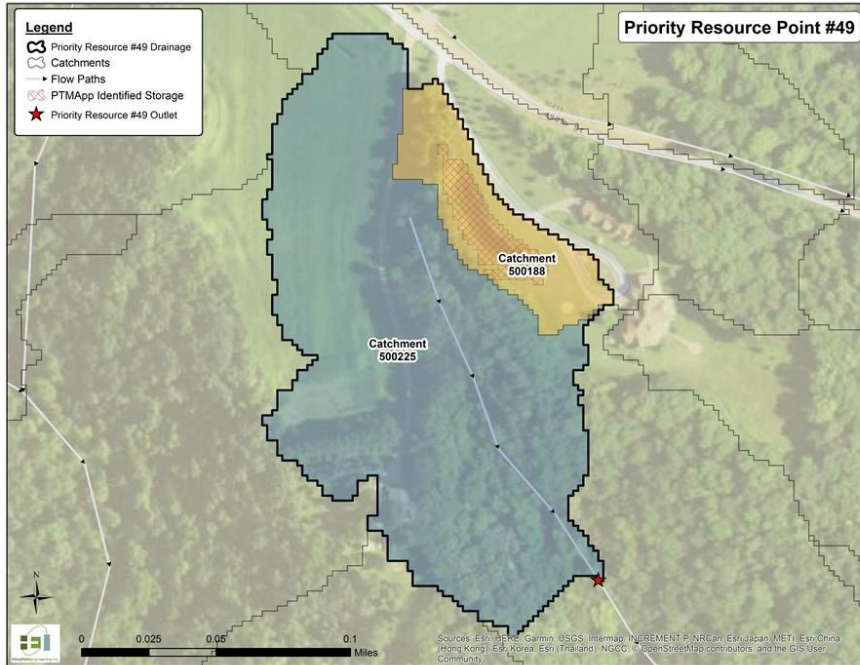 Priority Resource Point #49
Legend
Priority Resource #49 Drainage
Catchments
Flow Paths
PTMApp Identified Storage
Priority Resource #49 Outlet
Catchment
500188
Catchment
500225
N
0 0.025 0.05 0.1
Miles
Sources: Esri, HERE, Garmin, USGS, Intermap, INCREMENT P, NRCan, Esri Japan, METI, Esri China
(Hong Kong), Esri Korea, Esri (Thailand), NGCC, © OpenStreetMap contributors, and the GIS User
Community